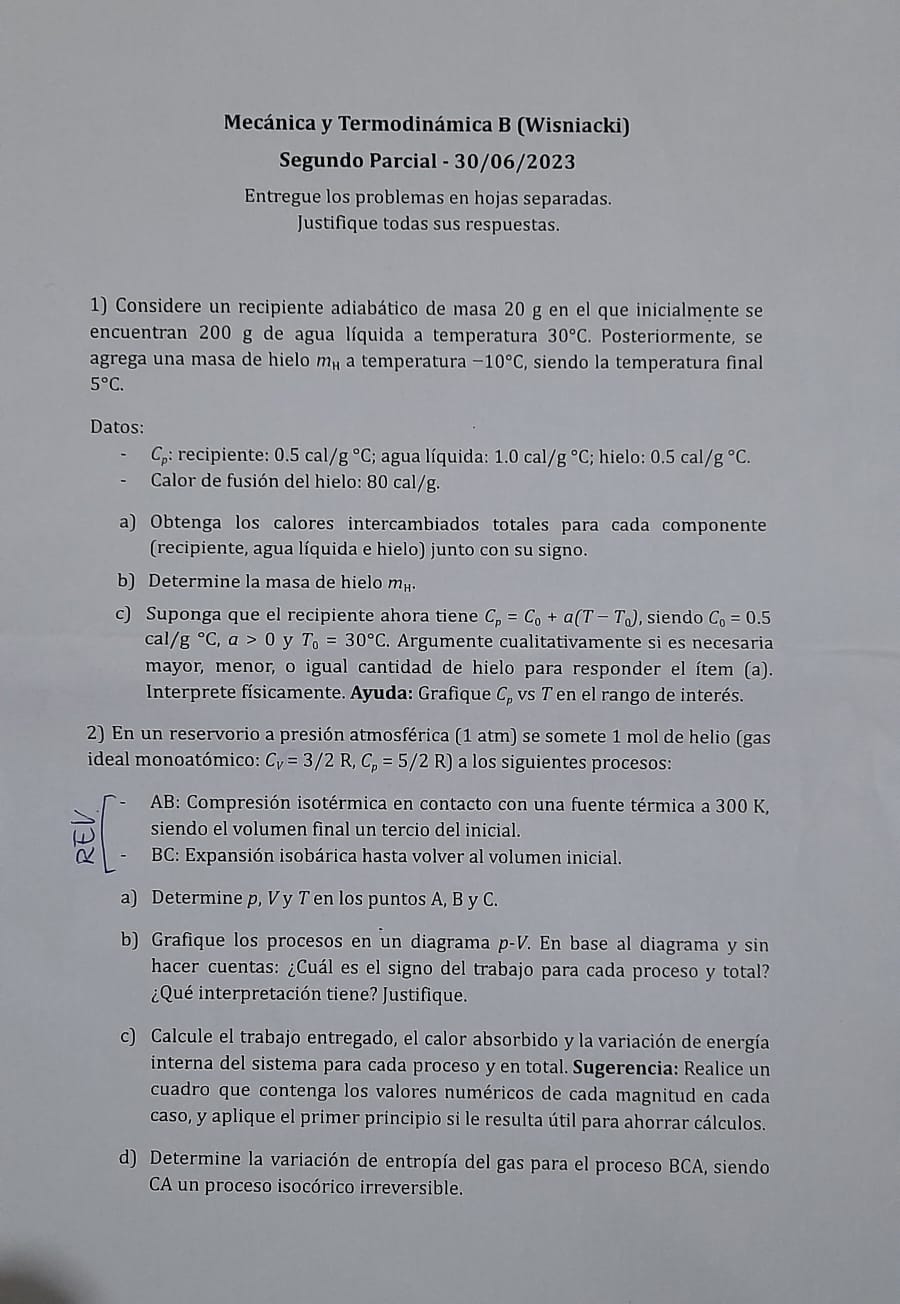 Mecánica y Termodinámica B (Wisniacki)
Segundo Parcial - 30/06/2023
Entregue los problemas en hojas separadas.
Justifique todas sus respuestas.
1) Considere un recipiente adiabático de masa 20 g en el que inicialmente se
encuentran 200 g de agua líquida a temperatura 30°C. Posteriormente, se
agrega una masa de hielo m_H a temperatura −10°C, siendo la temperatura final
5°C.
Datos:
- C_p: recipiente: 0.5 cal/g °C; agua líquida: 1.0 cal/g °C; hielo: 0.5 cal/g °C.
- Calor de fusión del hielo: 80 cal/g.
a) Obtenga los calores intercambiados totales para cada componente
(recipiente, agua líquida e hielo) junto con su signo.
b) Determine la masa de hielo m_H.
c) Suponga que el recipiente ahora tiene C_p = C_0 + a(T − T_0), siendo C_0 = 0.5
cal/g °C, a > 0 y T_0 = 30°C. Argumente cualitativamente si es necesaria
mayor, menor, o igual cantidad de hielo para responder el ítem (a).
Interprete físicamente. Ayuda: Grafique C_p vs T en el rango de interés.
2) En un reservorio a presión atmosférica (1 atm) se somete 1 mol de helio (gas
ideal monoatómico: C_V = 3/2 R, C_p = 5/2 R) a los siguientes procesos:
REV
- AB: Compresión isotérmica en contacto con una fuente térmica a 300 K,
siendo el volumen final un tercio del inicial.
- BC: Expansión isobárica hasta volver al volumen inicial.
a) Determine p, V y T en los puntos A, B y C.
b) Grafique los procesos en un diagrama p-V. En base al diagrama y sin
hacer cuentas: ¿Cuál es el signo del trabajo para cada proceso y total?
¿Qué interpretación tiene? Justifique.
c) Calcule el trabajo entregado, el calor absorbido y la variación de energía
interna del sistema para cada proceso y en total. Sugerencia: Realice un
cuadro que contenga los valores numéricos de cada magnitud en cada
caso, y aplique el primer principio si le resulta útil para ahorrar cálculos.
d) Determine la variación de entropía del gas para el proceso BCA, siendo
CA un proceso isocórico irreversible.